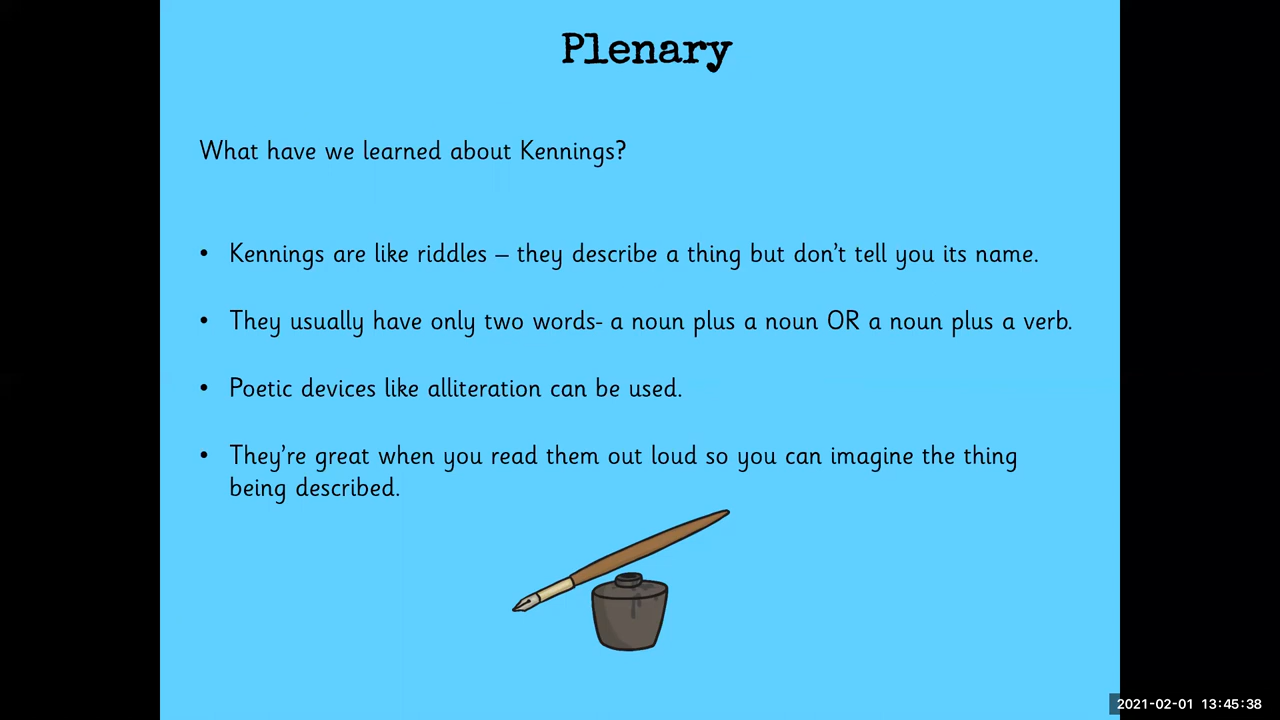 Plenary
What have we learned about Kennings?
• Kennings are like riddles – they describe a thing but don’t tell you its name.
• They usually have only two words- a noun plus a noun OR a noun plus a verb.
• Poetic devices like alliteration can be used.
• They’re great when you read them out loud so you can imagine the thing
being described.
2021-02-01 13:45:38